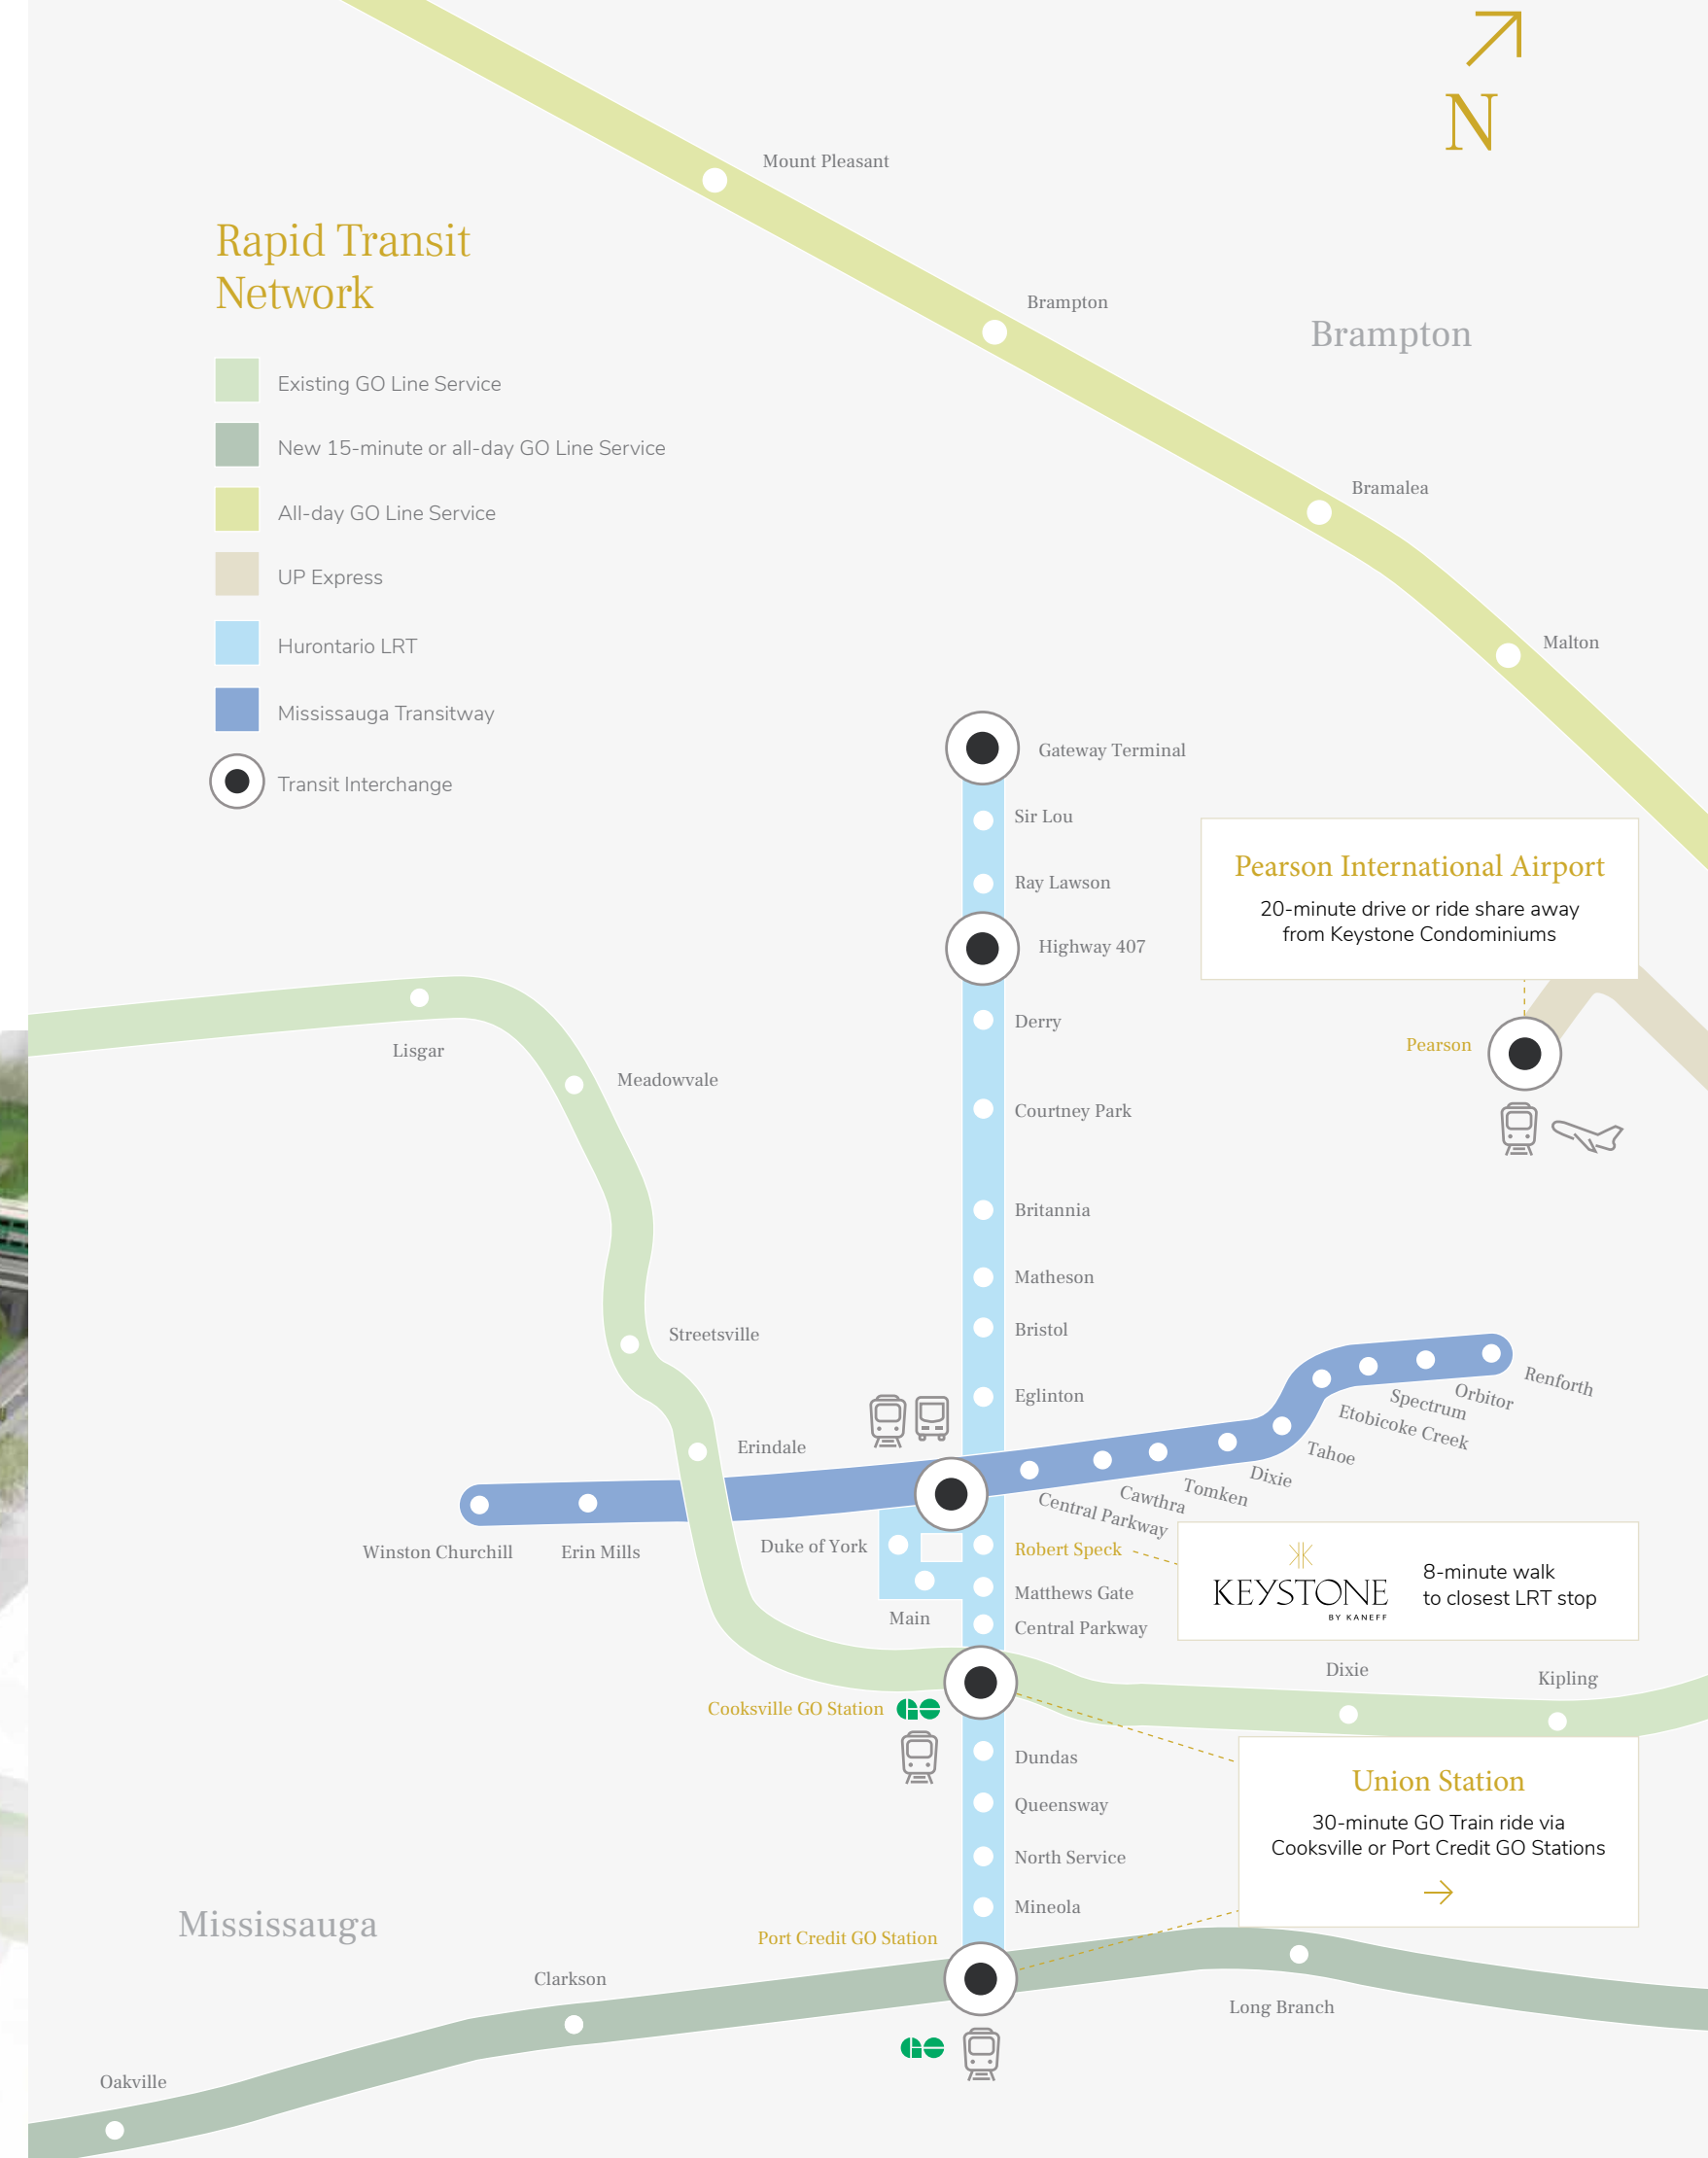 N
Mount Pleasant
Rapid Transit
Network
Brampton
Brampton
Existing GO Line Service
New 15-minute or all-day GO Line Service
Bramalea
All-day GO Line Service
UP Express
Hurontario LRT
Malton
Mississauga Transitway
Gateway Terminal
Transit Interchange
Sir Lou
Pearson International Airport
20-minute drive or ride share away
from Keystone Condominiums
Ray Lawson
Highway 407
Derry
Pearson
Lisgar
Meadowvale
Courtney Park
Britannia
Matheson
Bristol
Streetsville
Eglinton
Renforth
Orbitor
Spectrum
Etobicoke Creek
Tahoe
Dixie
Tomken
Cawthra
Central Parkway
Erindale
Winston Churchill
Erin Mills
Duke of York
Robert Speck
KEYSTONE
BY KANEFF
8-minute walk
to closest LRT stop
Matthews Gate
Main
Central Parkway
Dixie
Kipling
Cooksville GO Station
GO
Dundas
Union Station
30-minute GO Train ride via
Cooksville or Port Credit GO Stations
Queensway
North Service
Mineola
Mississauga
Port Credit GO Station
Clarkson
Long Branch
GO
Oakville